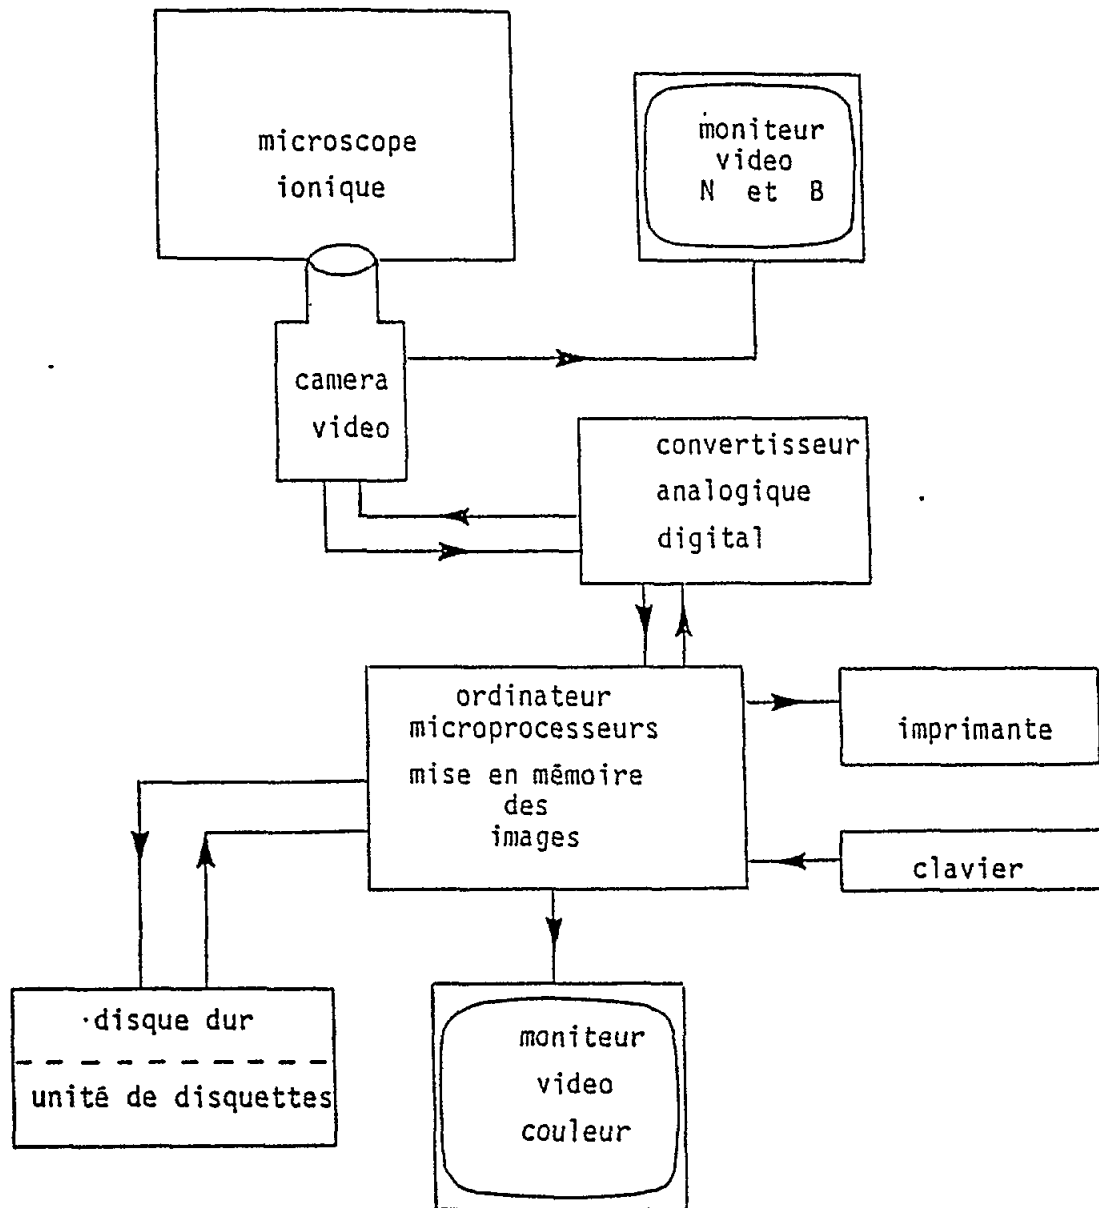 microscope
ionique
moniteur
video
N et B
camera
video
convertisseur
analogique
digital
ordinateur
microprocesseurs
mise en mémoire
des
images
imprimante
clavier
disque dur
unité de disquettes
moniteur
video
couleur